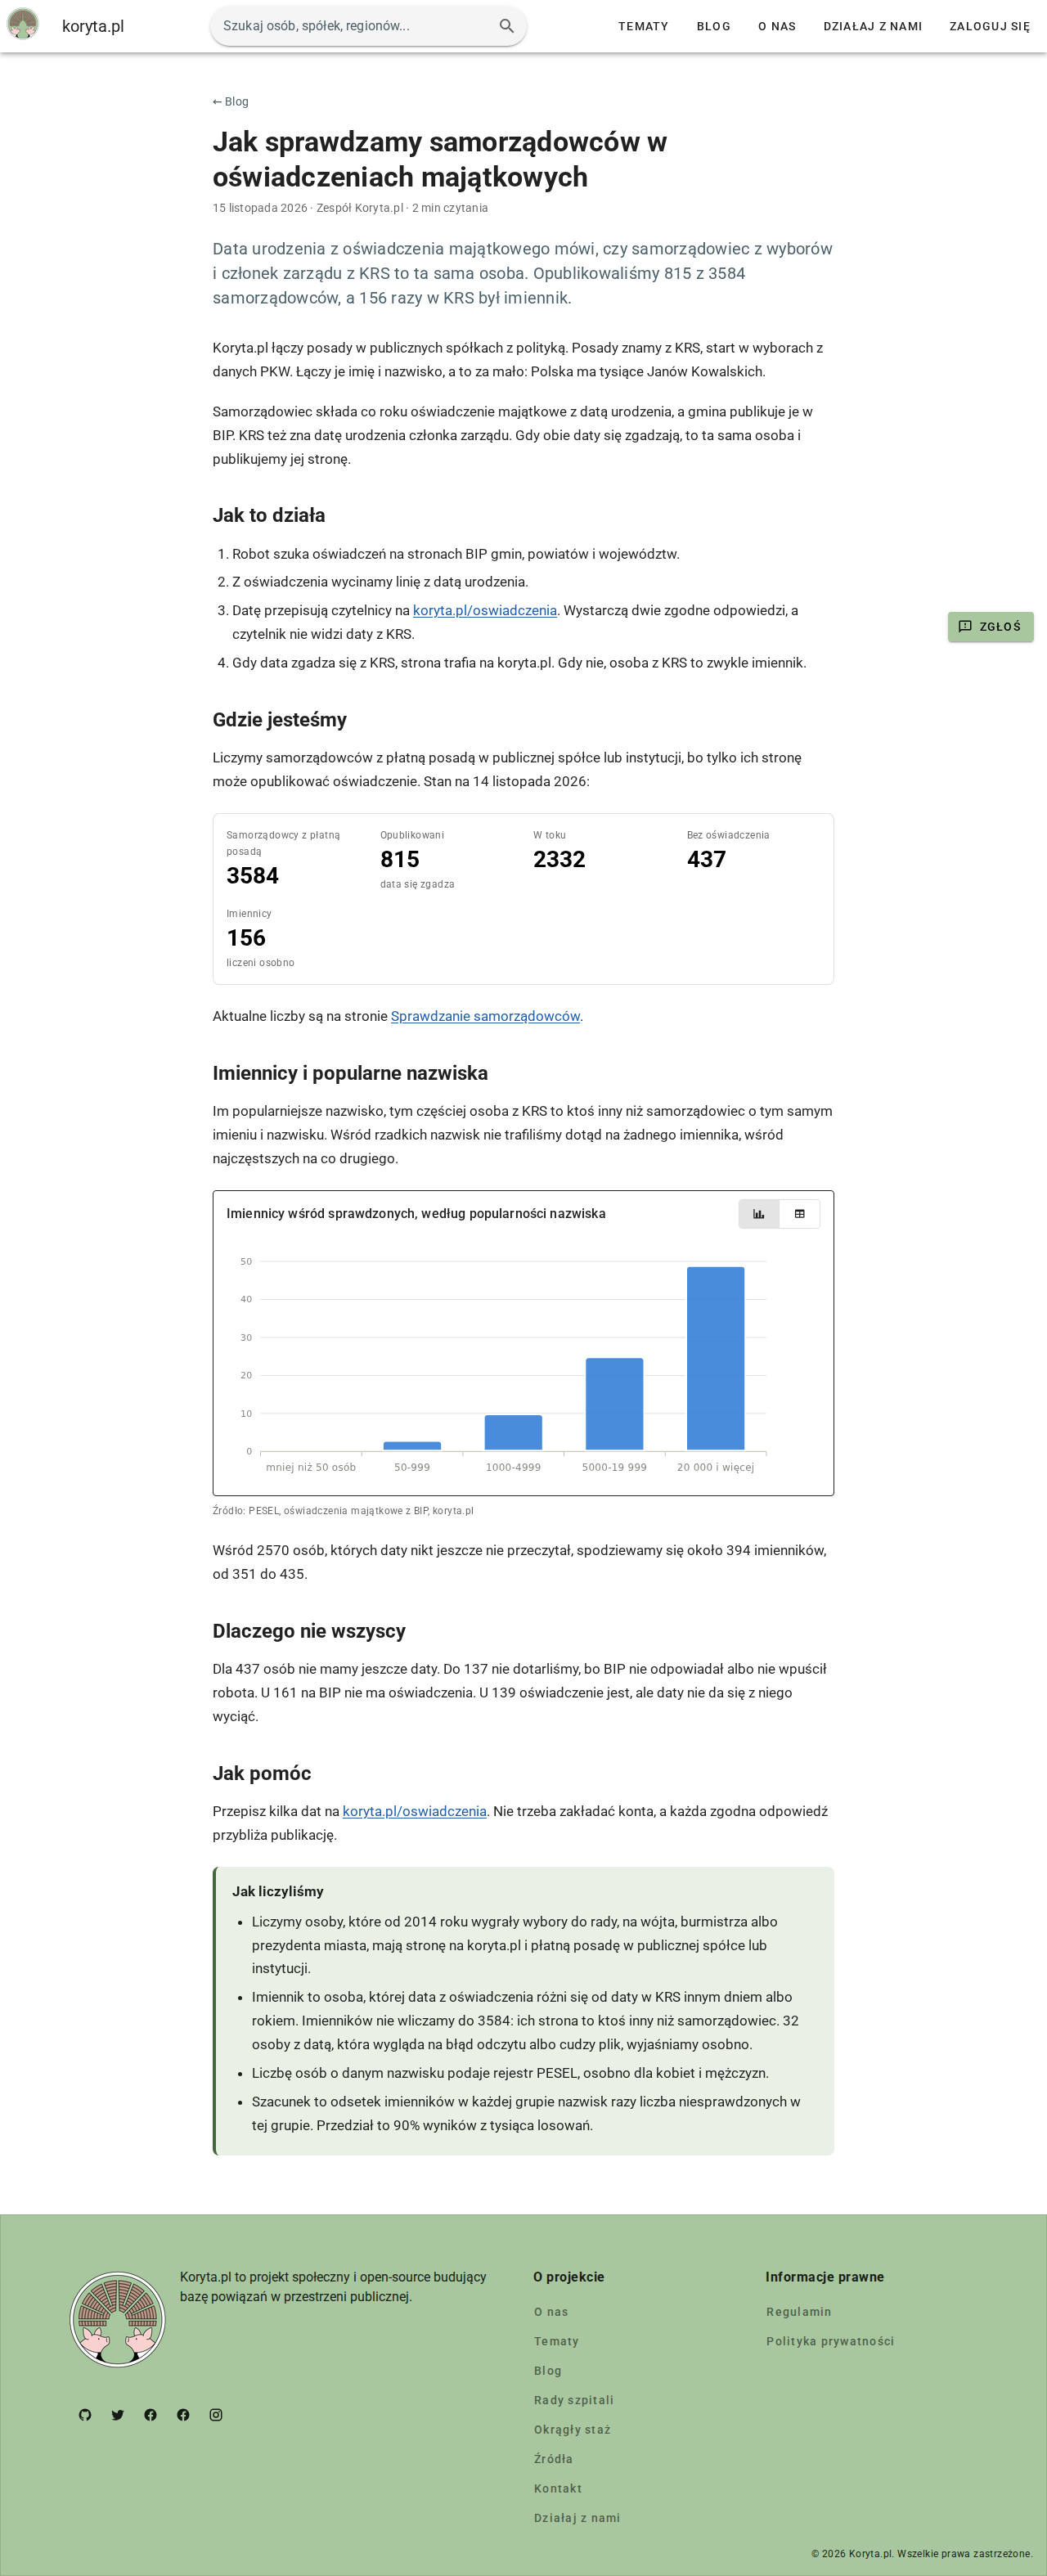 koryta.pl
Szukaj osób, spółek, regionów...
TEMATY
BLOG
O NAS
DZIAŁAJ Z NAMI
ZALOGUJ SIĘ
← Blog
Jak sprawdzamy samorządowców w
oświadczeniach majątkowych
15 listopada 2026 · Zespół Koryta.pl · 2 min czytania
Data urodzenia z oświadczenia majątkowego mówi, czy samorządowiec z wyborów
i członek zarządu z KRS to ta sama osoba. Opublikowaliśmy 815 z 3584
samorządowców, a 156 razy w KRS był imiennik.
Koryta.pl łączy posady w publicznych spółkach z polityką. Posady znamy z KRS, start w wyborach z
danych PKW. Łączy je imię i nazwisko, a to za mało: Polska ma tysiące Janów Kowalskich.
Samorządowiec składa co roku oświadczenie majątkowe z datą urodzenia, a gmina publikuje je w
BIP. KRS też zna datę urodzenia członka zarządu. Gdy obie daty się zgadzają, to ta sama osoba i
publikujemy jej stronę.
Jak to działa
1. Robot szuka oświadczeń na stronach BIP gmin, powiatów i województw.
2. Z oświadczenia wycinamy linię z datą urodzenia.
3. Datę przepisują czytelnicy na koryta.pl/oswiadczenia. Wystarczą dwie zgodne odpowiedzi, a
czytelnik nie widzi daty z KRS.
ZGŁOŚ
4. Gdy data zgadza się z KRS, strona trafia na koryta.pl. Gdy nie, osoba z KRS to zwykle imiennik.
Gdzie jesteśmy
Liczymy samorządowców z płatną posadą w publicznej spółce lub instytucji, bo tylko ich stronę
może opublikować oświadczenie. Stan na 14 listopada 2026:
Samorządowcy z płatną
posadą
3584
Opublikowani
815
data się zgadza
W toku
2332
Bez oświadczenia
437
Imiennicy
156
liczeni osobno
Aktualne liczby są na stronie Sprawdzanie samorządowców.
Imiennicy i popularne nazwiska
Im popularniejsze nazwisko, tym częściej osoba z KRS to ktoś inny niż samorządowiec o tym samym
imieniu i nazwisku. Wśród rzadkich nazwisk nie trafiliśmy dotąd na żadnego imiennika, wśród
najczęstszych na co drugiego.
Imiennicy wśród sprawdzonych, według popularności nazwiska
50
40
30
20
10
0
mniej niż 50 osób
50-999
1000-4999
5000-19 999
20 000 i więcej
Źródło: PESEL, oświadczenia majątkowe z BIP, koryta.pl
Wśród 2570 osób, których daty nikt jeszcze nie przeczytał, spodziewamy się około 394 imienników,
od 351 do 435.
Dlaczego nie wszyscy
Dla 437 osób nie mamy jeszcze daty. Do 137 nie dotarliśmy, bo BIP nie odpowiadał albo nie wpuścił
robota. U 161 na BIP nie ma oświadczenia. U 139 oświadczenie jest, ale daty nie da się z niego
wyciąć.
Jak pomóc
Przepisz kilka dat na koryta.pl/oswiadczenia. Nie trzeba zakładać konta, a każda zgodna odpowiedź
przybliża publikację.
Jak liczyliśmy
• Liczymy osoby, które od 2014 roku wygrały wybory do rady, na wójta, burmistrza albo
prezydenta miasta, mają stronę na koryta.pl i płatną posadę w publicznej spółce lub
instytucji.
• Imiennik to osoba, której data z oświadczenia różni się od daty w KRS innym dniem albo
rokiem. Imienników nie wliczamy do 3584: ich strona to ktoś inny niż samorządowiec. 32
osoby z datą, która wygląda na błąd odczytu albo cudzy plik, wyjaśniamy osobno.
• Liczbę osób o danym nazwisku podaje rejestr PESEL, osobno dla kobiet i mężczyzn.
• Szacunek to odsetek imienników w każdej grupie nazwisk razy liczba niesprawdzonych w
tej grupie. Przedział to 90% wyników z tysiąca losowań.
Koryta.pl to projekt społeczny i open-source budujący
bazę powiązań w przestrzeni publicznej.
O projekcie
O nas
Tematy
Blog
Rady szpitali
Okrągły staż
Źródła
Kontakt
Działaj z nami
Informacje prawne
Regulamin
Polityka prywatności
© 2026 Koryta.pl. Wszelkie prawa zastrzeżone.